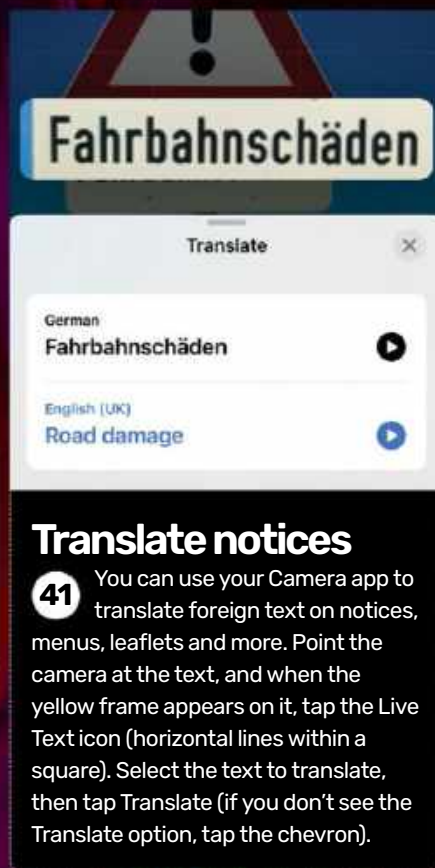 Fahrbahnschäden
Translate
German
Fahrbahnschäden
English (UK)
Road damage
Translate notices
41 You can use your Camera app to
translate foreign text on notices,
menus, leaflets and more. Point the
camera at the text, and when the
yellow frame appears on it, tap the Live
Text icon (horizontal lines within a
square). Select the text to translate,
then tap Translate (if you don't see the
Translate option, tap the chevron).